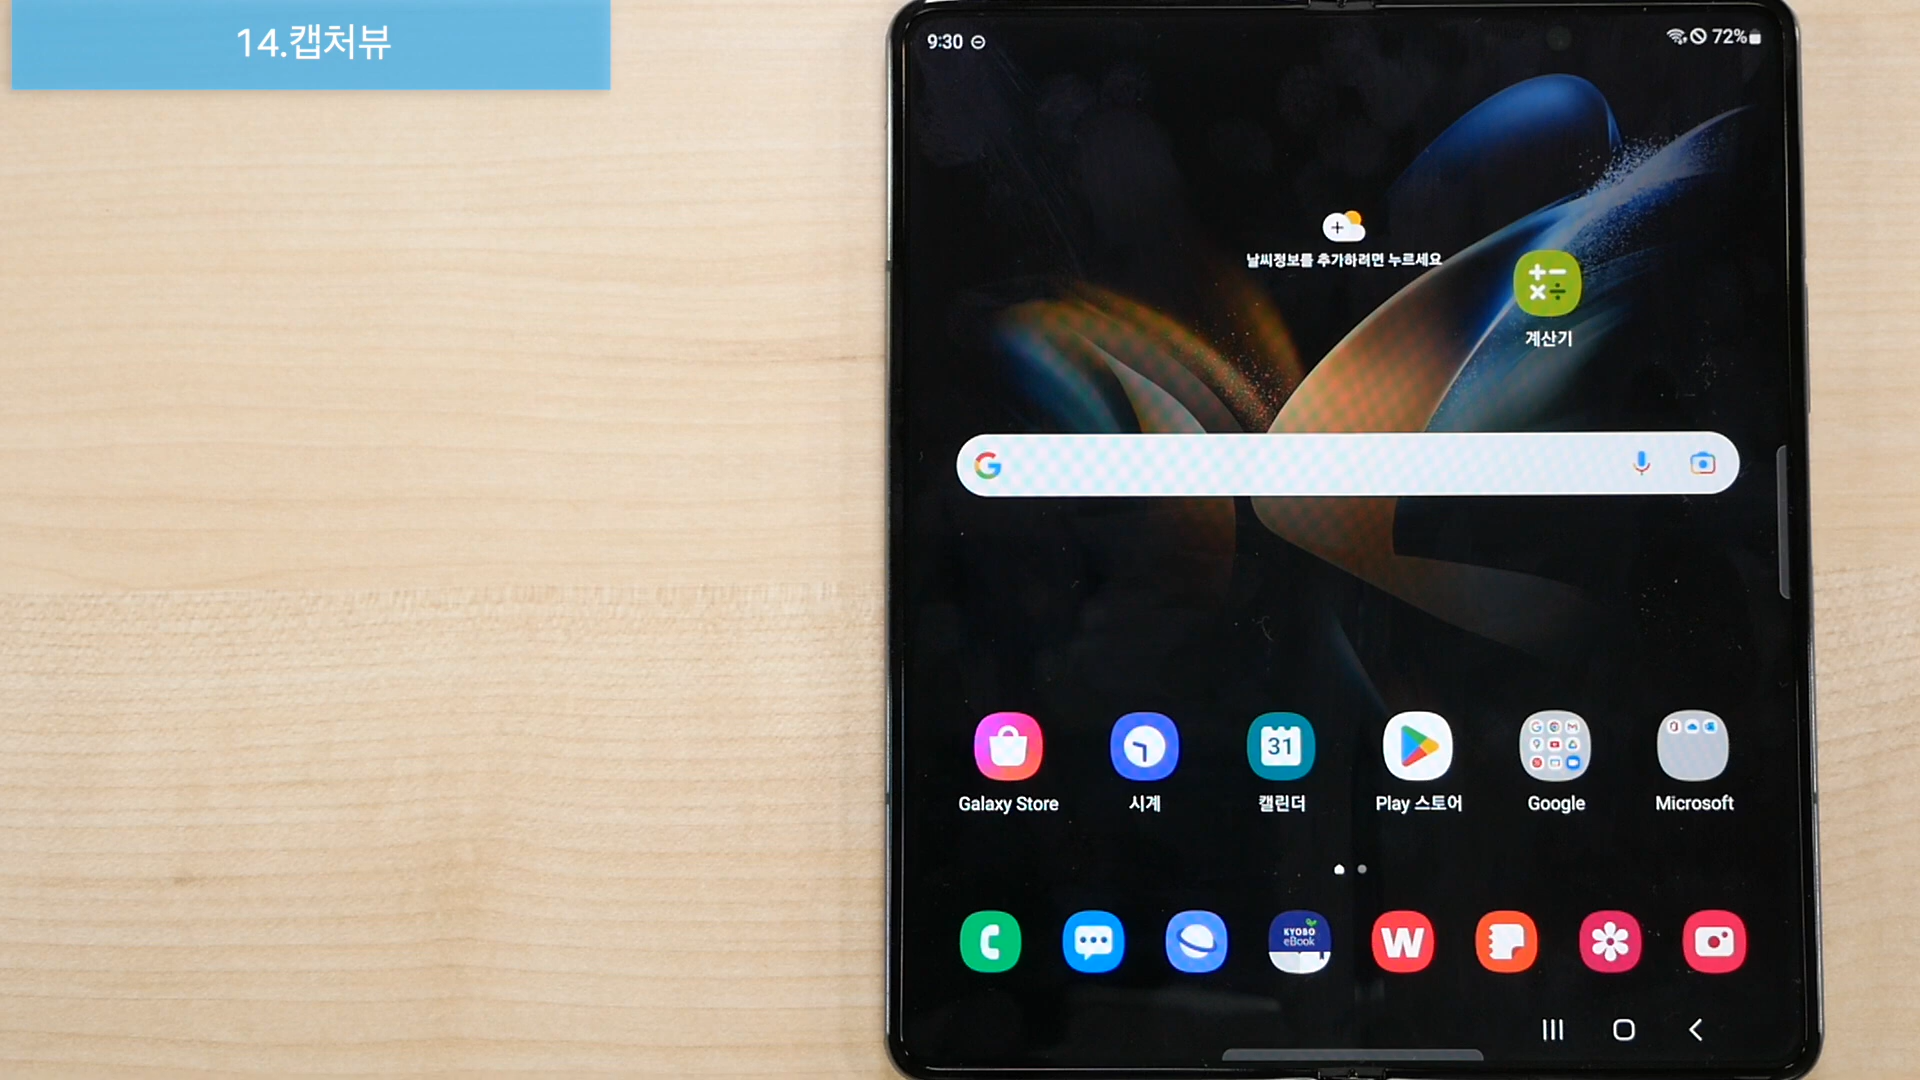 14.캡처뷰
9:30
72%
날씨정보를 추가하려면 누르세요
계산기
31
Galaxy Store
시계
캘린더
Play 스토어
Google
Microsoft
KYOBO
eBook
W